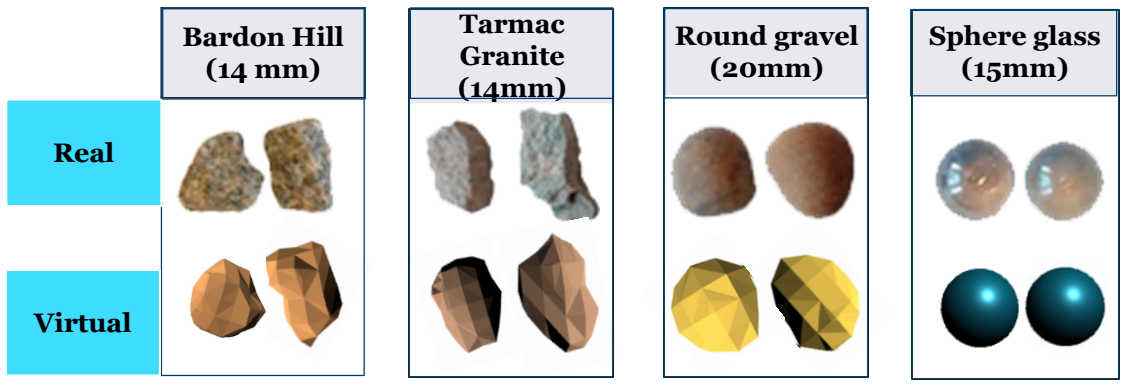 Bardon Hill
(14 mm)
Tarmac
Granite
(14mm)
Round gravel
(20mm)
Sphere glass
(15mm)
Real
Virtual